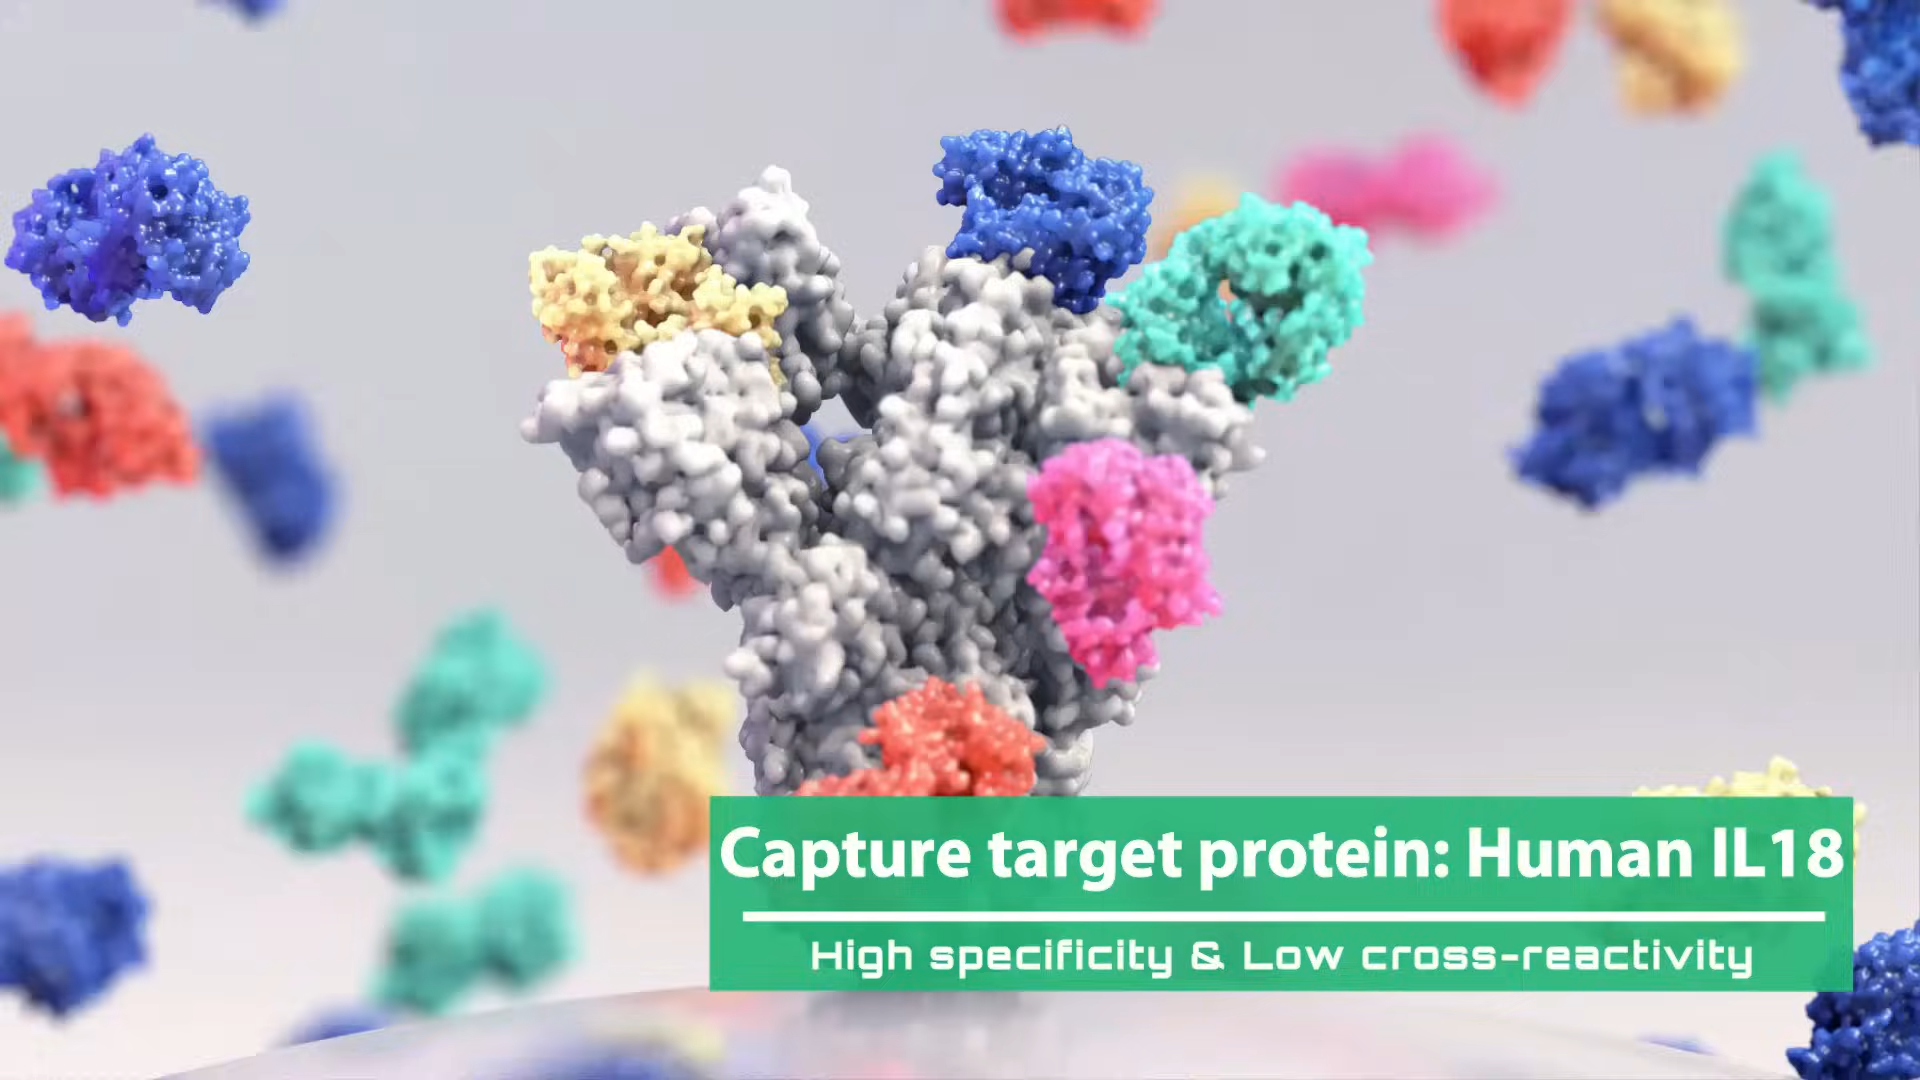 Capture target protein: Human IL18
High specificity & Low cross-reactivity